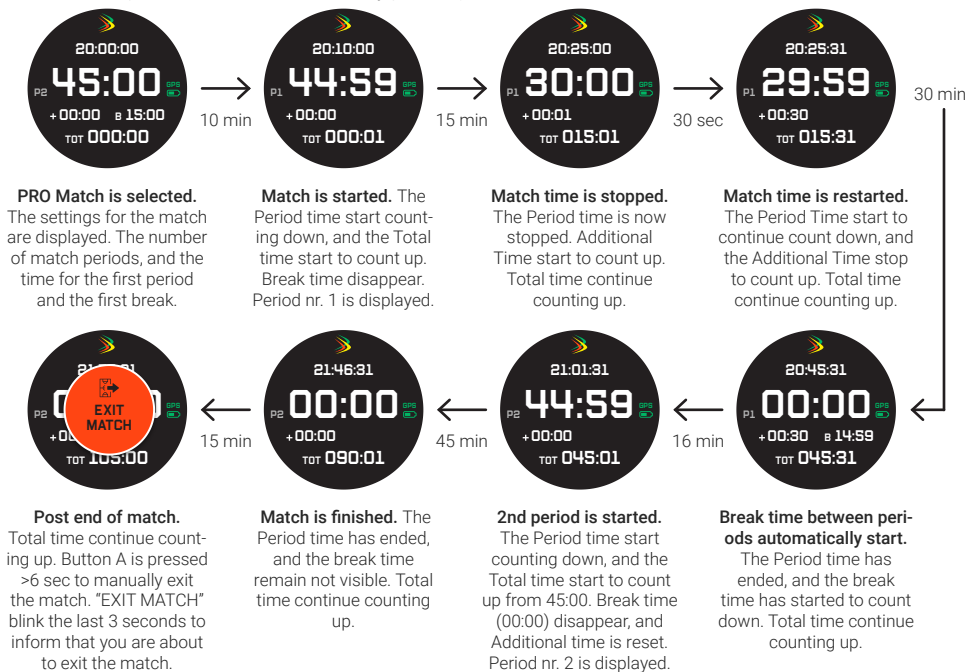 20:00:00
P2 45:00 GPS
+00:00 B 15:00
TOT 000:00
10 min
20:10:00
P1 44:59 GPS
+00:00
TOT 000:01
15 min
20:25:00
P1 30:00 GPS
+00:01
TOT 015:01
30 sec
20:25:31
P1 29:59 GPS
+00:30
TOT 015:31
30 min
PRO Match is selected.
The settings for the match
are displayed. The number
of match periods, and the
time for the first period
and the first break.
Match is started. The
Period time start count-
ing down, and the Total
time start to count up.
Break time disappear.
Period nr. 1 is displayed.
Match time is stopped.
The Period time is now
stopped. Additional
Time start to count up.
Total time continue
counting up.
Match time is restarted.
The Period Time start to
continue count down, and
the Additional Time stop
to count up. Total time
continue counting up.
P2 GPS
EXIT
MATCH
TOT 105:00
15 min
21:46:31
P2 00:00 GPS
+00:00
TOT 090:01
45 min
21:01:31
P2 44:59 GPS
+00:00
TOT 045:01
16 min
20:45:31
P1 00:00 GPS
+00:30 B 14:59
TOT 045:31
Post end of match.
Total time continue count-
ing up. Button A is pressed
>6 sec to manually exit
the match. "EXIT MATCH"
blink the last 3 seconds to
inform that you are about
to exit the match.
Match is finished. The
Period time has ended,
and the break time
remain not visible. Total
time continue counting
up.
2nd period is started.
The Period time start
counting down, and the
Total time start to count
up from 45:00. Break time
(00:00) disappear, and
Additional time is reset.
Period nr. 2 is displayed.
Break time between peri-
ods automatically start.
The Period time has
ended, and the break
time has started to count
down. Total time continue
counting up.